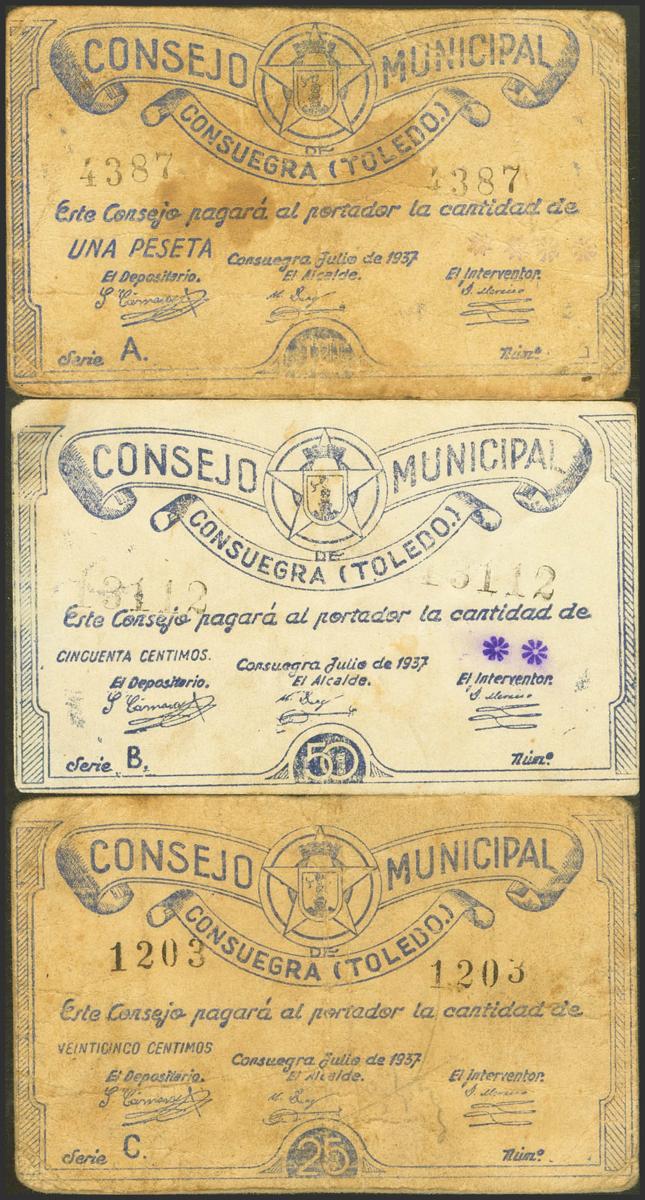 CONSEJO MUNICIPAL
DE
CONSUEGRA (TOLEDO.)
4387 4387
Este Consejo pagará al portador la cantidad de
UNA PESETA
Consuegra Julio de 1937
El Depositario. El Alcalde. El Interventor.
Serie A. Núm.º
CONSEJO MUNICIPAL
DE
CONSUEGRA (TOLEDO.)
13112 13112
Este Consejo pagará al portador la cantidad de
CINCUENTA CENTIMOS.
Consuegra Julio de 1937
El Depositario. El Alcalde. El Interventor.
Serie B. 50 Núm.º
CONSEJO MUNICIPAL
DE
CONSUEGRA (TOLEDO.)
1203 1203
Este Consejo pagará al portador la cantidad de
VEINTICINCO CENTIMOS
Consuegra Julio de 1937
El Depositario. El Alcalde. El Interventor.
Serie C. 25 Núm.º